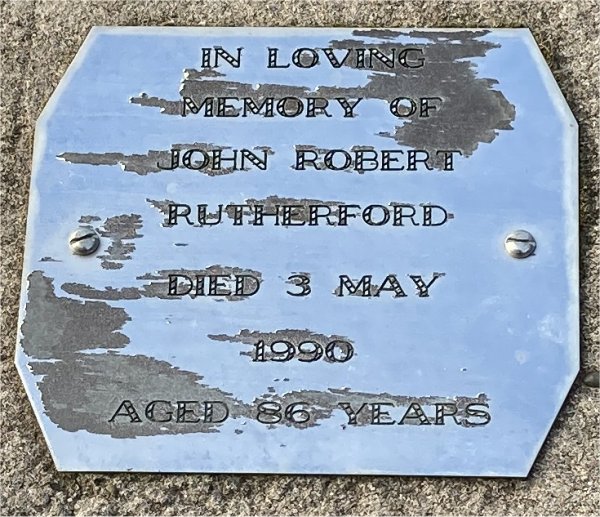 IN LOVING
MEMORY OF
JOHN ROBERT
RUTHERFORD
DIED 3 MAY
1990
AGED 86 YEARS